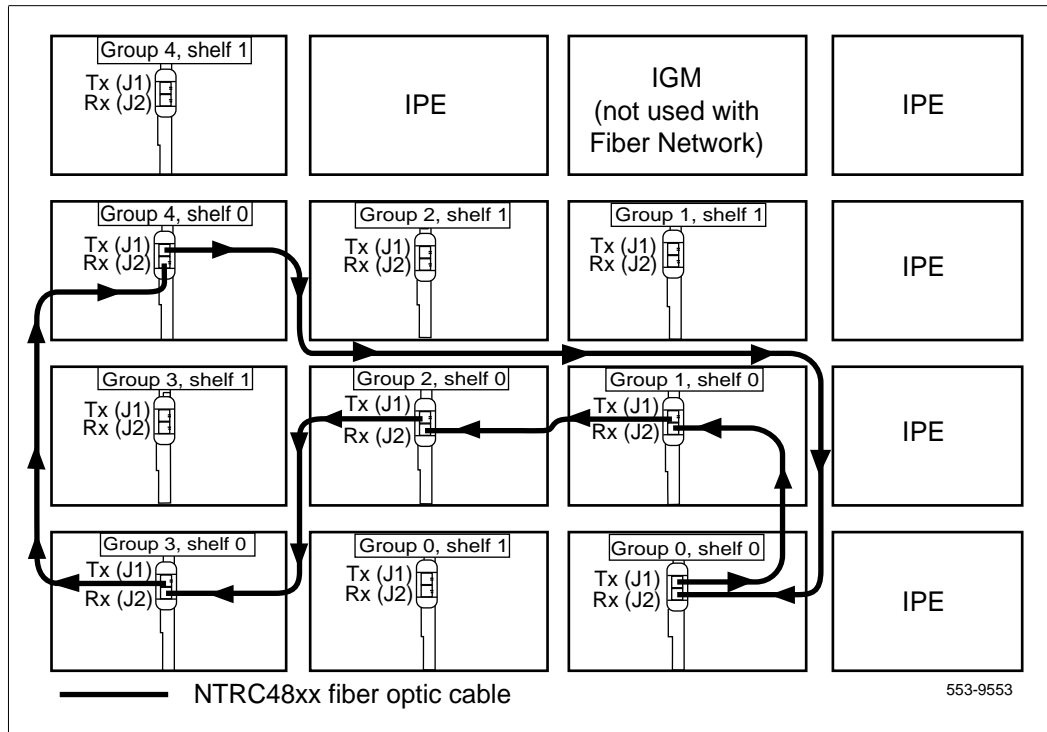 Group 4, shelf 1
Tx (J1)
Rx (J2)
IPE
IGM
(not used with
Fiber Network)
IPE
Group 4, shelf 0
Tx (J1)
Rx (J2)
Group 2, shelf 1
Tx (J1)
Rx (J2)
Group 1, shelf 1
Tx (J1)
Rx (J2)
IPE
Group 3, shelf 1
Tx (J1)
Rx (J2)
Group 2, shelf 0
Tx (J1)
Rx (J2)
Group 1, shelf 0
Tx (J1)
Rx (J2)
IPE
Group 3, shelf 0
Tx (J1)
Rx (J2)
Group 0, shelf 1
Tx (J1)
Rx (J2)
Group 0, shelf 0
Tx (J1)
Rx (J2)
IPE
NTRC48xx fiber optic cable
553-9553